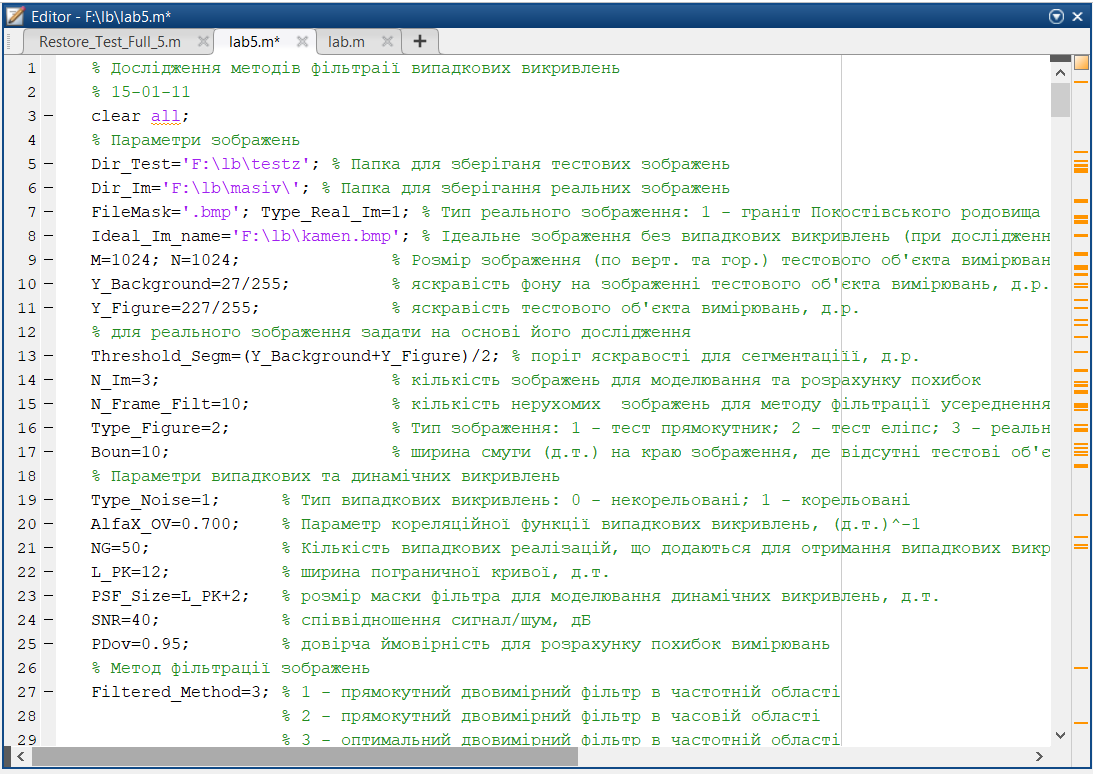 Editor - F:\lb\lab5.m*
Restore_Test_Full_5.m lab5.m* lab.m
1 % Дослідження методів фільтраії випадкових викривлень
2 % 15-01-11
3 clear all;
4 % Параметри зображень
5 Dir_Test='F:\lb\testz'; % Папка для зберіганя тестових зображень
6 Dir_Im='F:\lb\masiv\'; % Папка для зберігання реальних зображень
7 FileMask='.bmp'; Type_Real_Im=1; % Тип реального зображення: 1 - граніт Покостівського родовища
8 Ideal_Im_name='F:\lb\kamen.bmp'; % Ідеальне зображення без випадкових викривлень (при дослідженн
9 M=1024; N=1024; % Розмір зображення (по верт. та гор.) тестового об'єкта вимірюван
10 Y_Background=27/255; % яскравість фону на зображенні тестового об'єкта вимірювань, д.р.
11 Y_Figure=227/255; % яскравість тестового об'єкта вимірювань, д.р.
12 % для реального зображення задати на основі його дослідження
13 Threshold_Segm=(Y_Background+Y_Figure)/2; % поріг яскравості для сегментаціїї, д.р.
14 N_Im=3; % кількість зображень для моделювання та розрахунку похибок
15 N_Frame_Filt=10; % кількість нерухомих  зображень для методу фільтрації усереднення
16 Type_Figure=2; % Тип зображення: 1 - тест прямокутник; 2 - тест еліпс; 3 - реальн
17 Boun=10; % ширина смуги (д.т.) на краю зображення, де відсутні тестові об'є
18 % Параметри випадкових та динамічних викривлень
19 Type_Noise=1; % Тип випадкових викривлень: 0 - некорельовані; 1 - корельовані
20 AlfaX_OV=0.700; % Параметр кореляційної функції випадкових викривлень, (д.т.)^-1
21 NG=50; % Кількість випадкових реалізацій, що додаються для отримання випадкових викр
22 L_PK=12; % ширина пограничної кривої, д.т.
23 PSF_Size=L_PK+2; % розмір маски фільтра для моделювання динамічних викривлень, д.т.
24 SNR=40; % співвідношення сигнал/шум, дБ
25 PDov=0.95; % довірча ймовірність для розрахунку похибок вимірювань
26 % Метод фільтрації зображень
27 Filtered_Method=3; % 1 - прямокутний двовимірний фільтр в частотній області
28 % 2 - прямокутний двовимірний фільтр в часовій області
29 % 3 - оптимальний двовимірний фільтр в частотній області